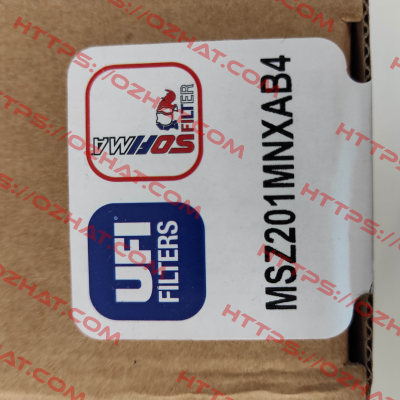 SOFIMA
FILTER
UFI
FILTERS
MSZ201MNXAB4
HTTPS://OZHAT.COM